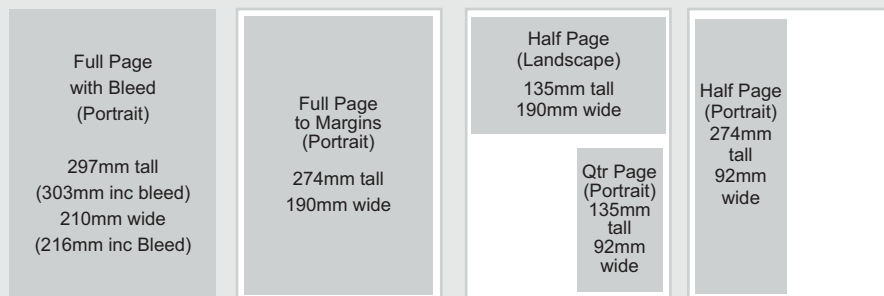 Full Page
with Bleed
(Portrait)
297mm tall
(303mm inc bleed)
210mm wide
(216mm inc Bleed)
Full Page
to Margins
(Portrait)
274mm tall
190mm wide
Half Page
(Landscape)
135mm tall
190mm wide
Qtr Page
(Portrait)
135mm
tall
92mm
wide
Half Page
(Portrait)
274mm
tall
92mm
wide